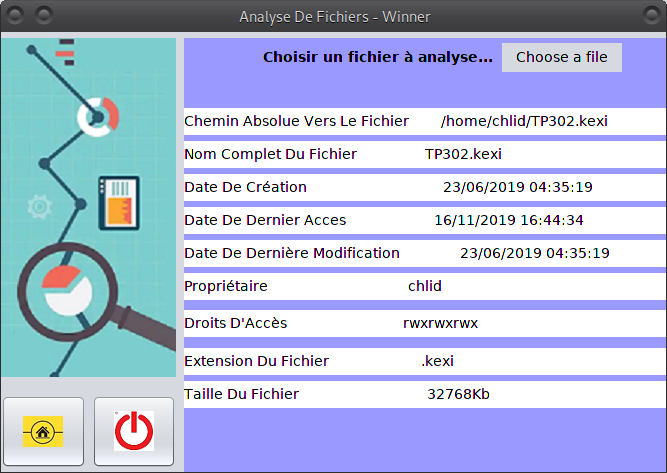 Analyse De Fichiers - Winner
Choisir un fichier à analyse... Choose a file
Chemin Absolue Vers Le Fichier /home/chlid/TP302.kexi
Nom Complet Du Fichier TP302.kexi
Date De Création 23/06/2019 04:35:19
Date De Dernier Acces 16/11/2019 16:44:34
Date De Dernière Modification 23/06/2019 04:35:19
Propriétaire chlid
Droits D'Accès rwxrwxrwx
Extension Du Fichier .kexi
Taille Du Fichier 32768Kb